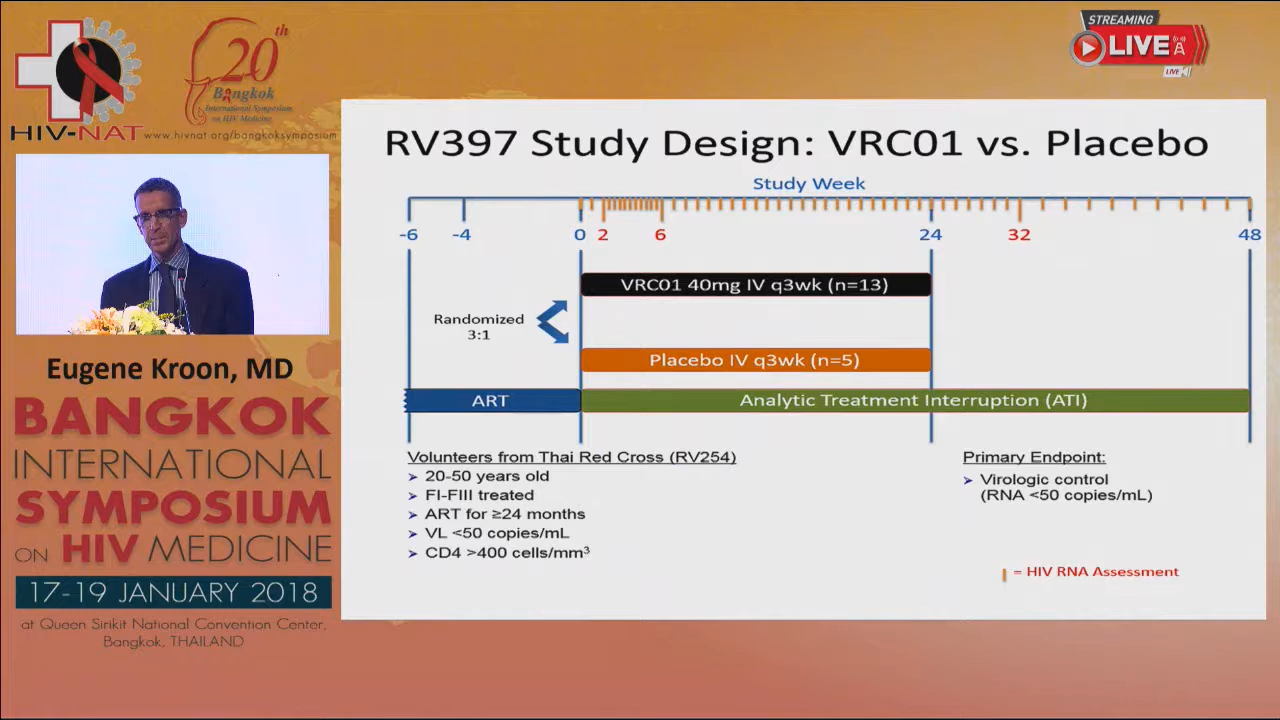 HIV-NAT
20th
Bangkok
International Symposium
on HIV Medicine
www.hivnat.org/bangkoksymposium
STREAMING
LIVE
LIVE
RV397 Study Design: VRC01 vs. Placebo
Study Week
-6 -4 0 2 6 24 32 48
VRC01 40mg IV q3wk (n=13)
Randomized
3:1
Placebo IV q3wk (n=5)
ART
Analytic Treatment Interruption (ATI)
Volunteers from Thai Red Cross (RV254)
➢ 20-50 years old
➢ FI-FIII treated
➢ ART for ≥24 months
➢ VL <50 copies/mL
➢ CD4 >400 cells/mm³
Primary Endpoint:
➢ Virologic control
(RNA <50 copies/mL)
= HIV RNA Assessment
Eugene Kroon, MD
BANGKOK
INTERNATIONAL
SYMPOSIUM
ON HIV MEDICINE
17-19 JANUARY 2018
at Queen Sirikit National Convention Center,
Bangkok, THAILAND